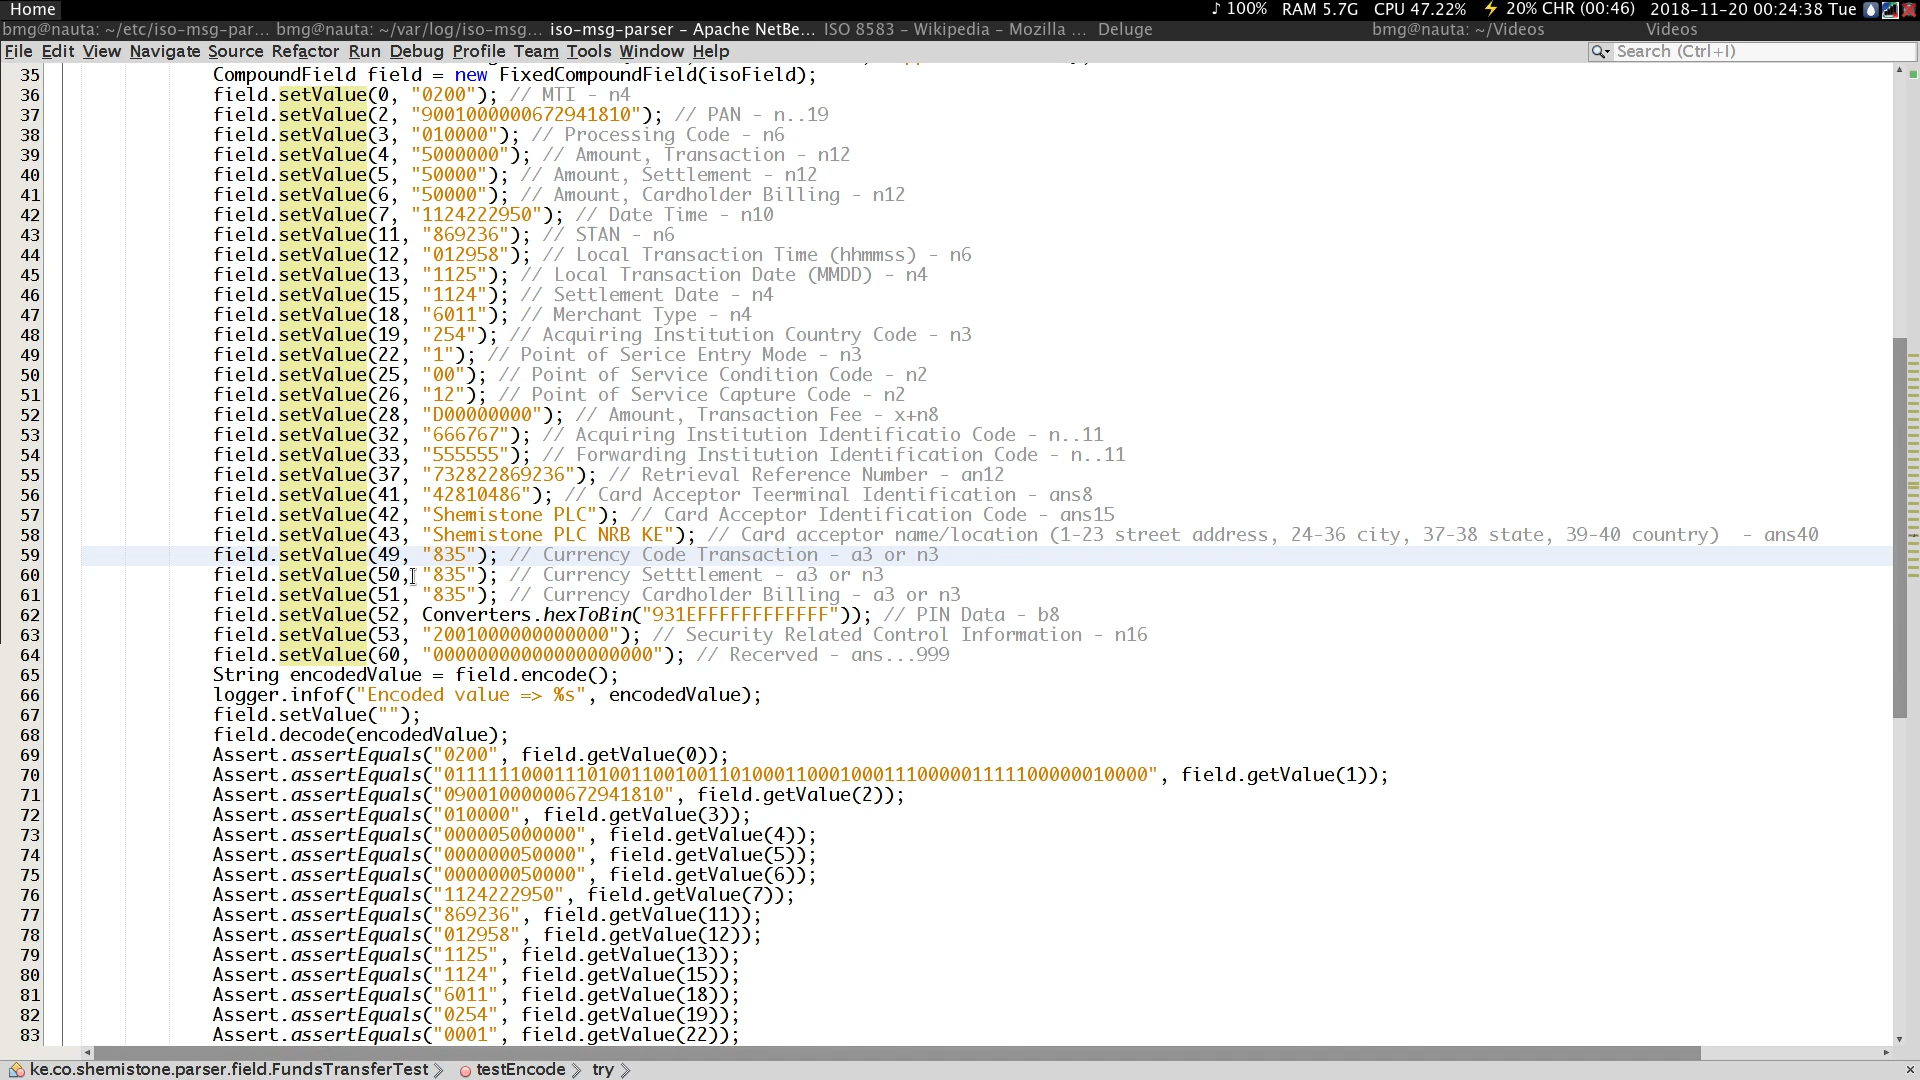 Home ♪ 100% RAM 5.7G CPU 47.22% ⚡ 20% CHR (00:46) 2018-11-20 00:24:38 Tue
bmg@nauta: ~/etc/iso-msg-par... bmg@nauta: ~/var/log/iso-msg... iso-msg-parser - Apache NetBe... ISO 8583 - Wikipedia - Mozilla ... Deluge bmg@nauta: ~/Videos Videos
File Edit View Navigate Source Refactor Run Debug Profile Team Tools Window Help Search (Ctrl+I)
35 CompoundField field = new FixedCompoundField(isoField);
36 field.setValue(0, "0200"); // MTI - n4
37 field.setValue(2, "9001000000672941810"); // PAN - n..19
38 field.setValue(3, "010000"); // Processing Code - n6
39 field.setValue(4, "5000000"); // Amount, Transaction - n12
40 field.setValue(5, "50000"); // Amount, Settlement - n12
41 field.setValue(6, "50000"); // Amount, Cardholder Billing - n12
42 field.setValue(7, "1124222950"); // Date Time - n10
43 field.setValue(11, "869236"); // STAN - n6
44 field.setValue(12, "012958"); // Local Transaction Time (hhmmss) - n6
45 field.setValue(13, "1125"); // Local Transaction Date (MMDD) - n4
46 field.setValue(15, "1124"); // Settlement Date - n4
47 field.setValue(18, "6011"); // Merchant Type - n4
48 field.setValue(19, "254"); // Acquiring Institution Country Code - n3
49 field.setValue(22, "1"); // Point of Serice Entry Mode - n3
50 field.setValue(25, "00"); // Point of Service Condition Code - n2
51 field.setValue(26, "12"); // Point of Service Capture Code - n2
52 field.setValue(28, "D00000000"); // Amount, Transaction Fee - x+n8
53 field.setValue(32, "666767"); // Acquiring Institution Identificatio Code - n..11
54 field.setValue(33, "555555"); // Forwarding Institution Identification Code - n..11
55 field.setValue(37, "732822869236"); // Retrieval Reference Number - an12
56 field.setValue(41, "42810486"); // Card Acceptor Teerminal Identification - ans8
57 field.setValue(42, "Shemistone PLC"); // Card Acceptor Identification Code - ans15
58 field.setValue(43, "Shemistone PLC NRB KE"); // Card acceptor name/location (1-23 street address, 24-36 city, 37-38 state, 39-40 country)  - ans40
59 field.setValue(49, "835"); // Currency Code Transaction - a3 or n3
60 field.setValue(50, "835"); // Currency Setttlement - a3 or n3
61 field.setValue(51, "835"); // Currency Cardholder Billing - a3 or n3
62 field.setValue(52, Converters.hexToBin("931EFFFFFFFFFFFF")); // PIN Data - b8
63 field.setValue(53, "2001000000000000"); // Security Related Control Information - n16
64 field.setValue(60, "00000000000000000000"); // Recerved - ans...999
65 String encodedValue = field.encode();
66 logger.infof("Encoded value => %s", encodedValue);
67 field.setValue("");
68 field.decode(encodedValue);
69 Assert.assertEquals("0200", field.getValue(0));
70 Assert.assertEquals("0111111100011101001100100110100011000100011100000111110000001​0000", field.getValue(1));
71 Assert.assertEquals("09001000000672941810", field.getValue(2));
72 Assert.assertEquals("010000", field.getValue(3));
73 Assert.assertEquals("000005000000", field.getValue(4));
74 Assert.assertEquals("000000050000", field.getValue(5));
75 Assert.assertEquals("000000050000", field.getValue(6));
76 Assert.assertEquals("1124222950", field.getValue(7));
77 Assert.assertEquals("869236", field.getValue(11));
78 Assert.assertEquals("012958", field.getValue(12));
79 Assert.assertEquals("1125", field.getValue(13));
80 Assert.assertEquals("1124", field.getValue(15));
81 Assert.assertEquals("6011", field.getValue(18));
82 Assert.assertEquals("0254", field.getValue(19));
83 Assert.assertEquals("0001", field.getValue(22));
ke.co.shemistone.parser.field.FundsTransferTest testEncode try